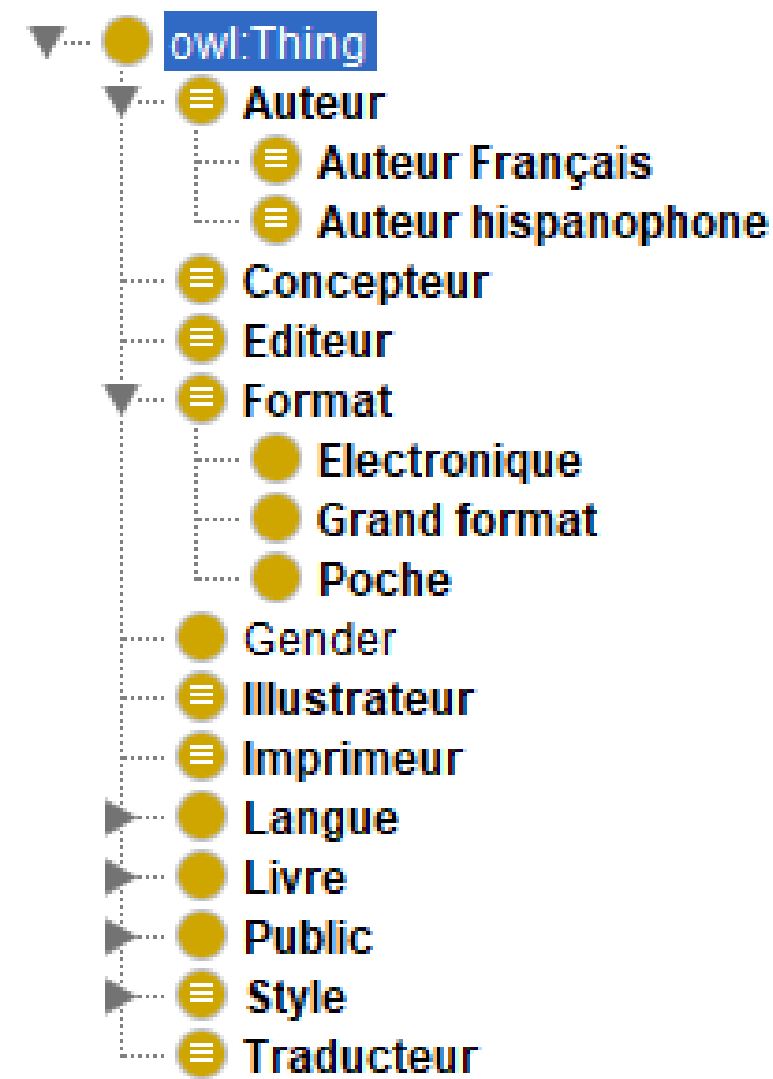 owl:Thing
Auteur
Auteur Français
Auteur hispanophone
Concepteur
Editeur
Format
Electronique
Grand format
Poche
Gender
Illustrateur
Imprimeur
Langue
Livre
Public
Style
Traducteur